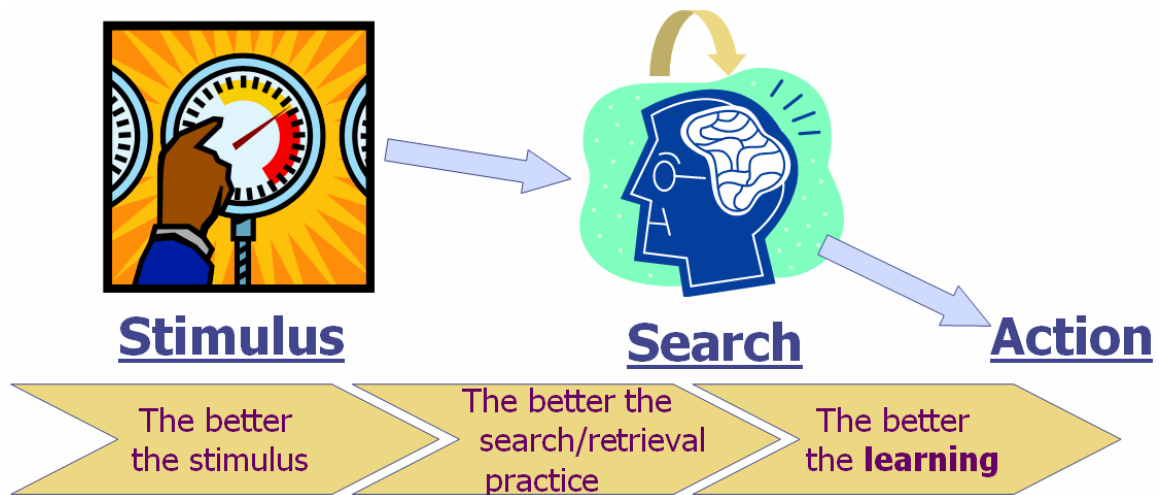 Stimulus
Search
Action
The better
the stimulus
The better the
search/retrieval
practice
The better
the learning